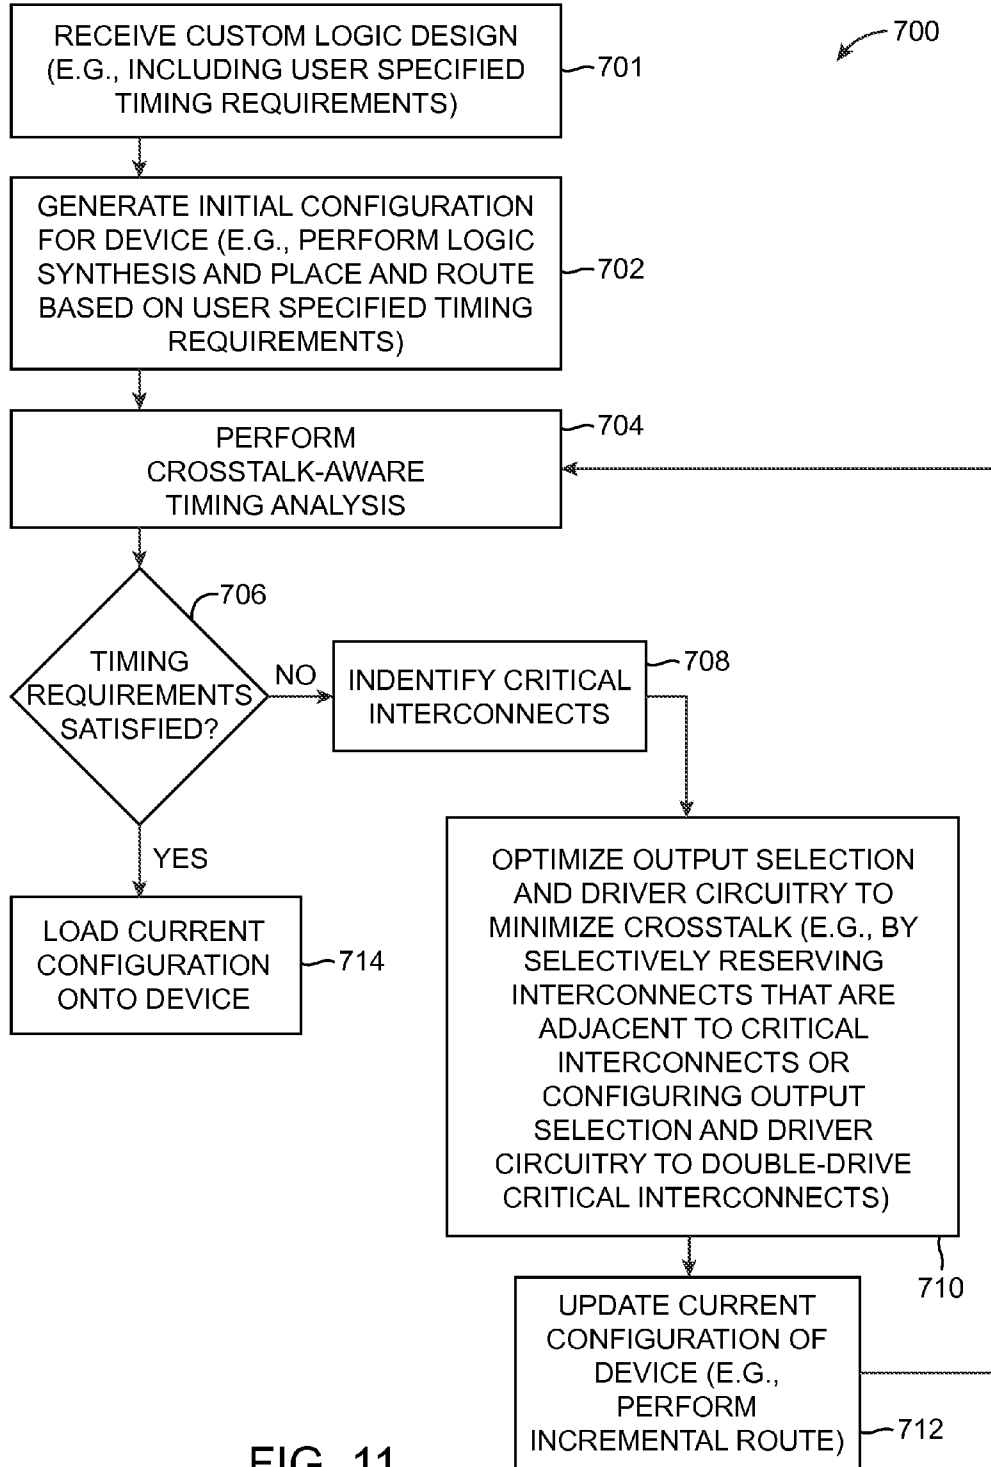 RECEIVE CUSTOM LOGIC DESIGN
(E.G., INCLUDING USER SPECIFIED
TIMING REQUIREMENTS)
701
700
GENERATE INITIAL CONFIGURATION
FOR DEVICE (E.G., PERFORM LOGIC
SYNTHESIS AND PLACE AND ROUTE
BASED ON USER SPECIFIED TIMING
REQUIREMENTS)
702
PERFORM
CROSSTALK-AWARE
TIMING ANALYSIS
704
TIMING
REQUIREMENTS
SATISFIED?
706
NO
INDENTIFY CRITICAL
INTERCONNECTS
708
YES
LOAD CURRENT
CONFIGURATION
ONTO DEVICE
714
OPTIMIZE OUTPUT SELECTION
AND DRIVER CIRCUITRY TO
MINIMIZE CROSSTALK (E.G., BY
SELECTIVELY RESERVING
INTERCONNECTS THAT ARE
ADJACENT TO CRITICAL
INTERCONNECTS OR
CONFIGURING OUTPUT
SELECTION AND DRIVER
CIRCUITRY TO DOUBLE-DRIVE
CRITICAL INTERCONNECTS)
710
UPDATE CURRENT
CONFIGURATION OF
DEVICE (E.G.,
PERFORM
INCREMENTAL ROUTE)
712
FIG. 11